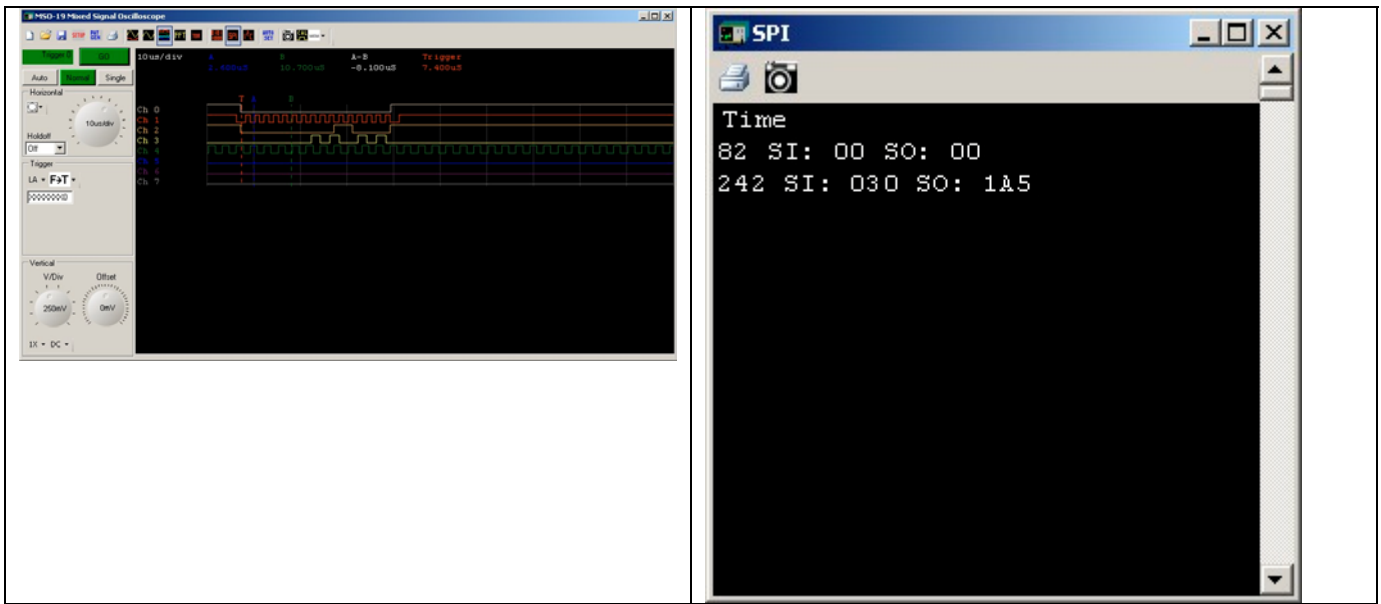 MSO-19 Mixed Signal Oscilloscope
Trigger 0 GO
Auto Normal Single
Horizontal
10us/div
Holdoff
Off
Trigger
LA F→T
Vertical
V/Div Offset
250mV 0mV
1X DC
10us/div A B A-B Trigger
10.700uS -8.100uS 7.400uS
T A B
Ch 0
Ch 1
Ch 2
Ch 3
Ch 4
Ch 5
Ch 6
Ch 7
SPI
Time
82 SI: 00 SO: 00
242 SI: 030 SO: 1A5